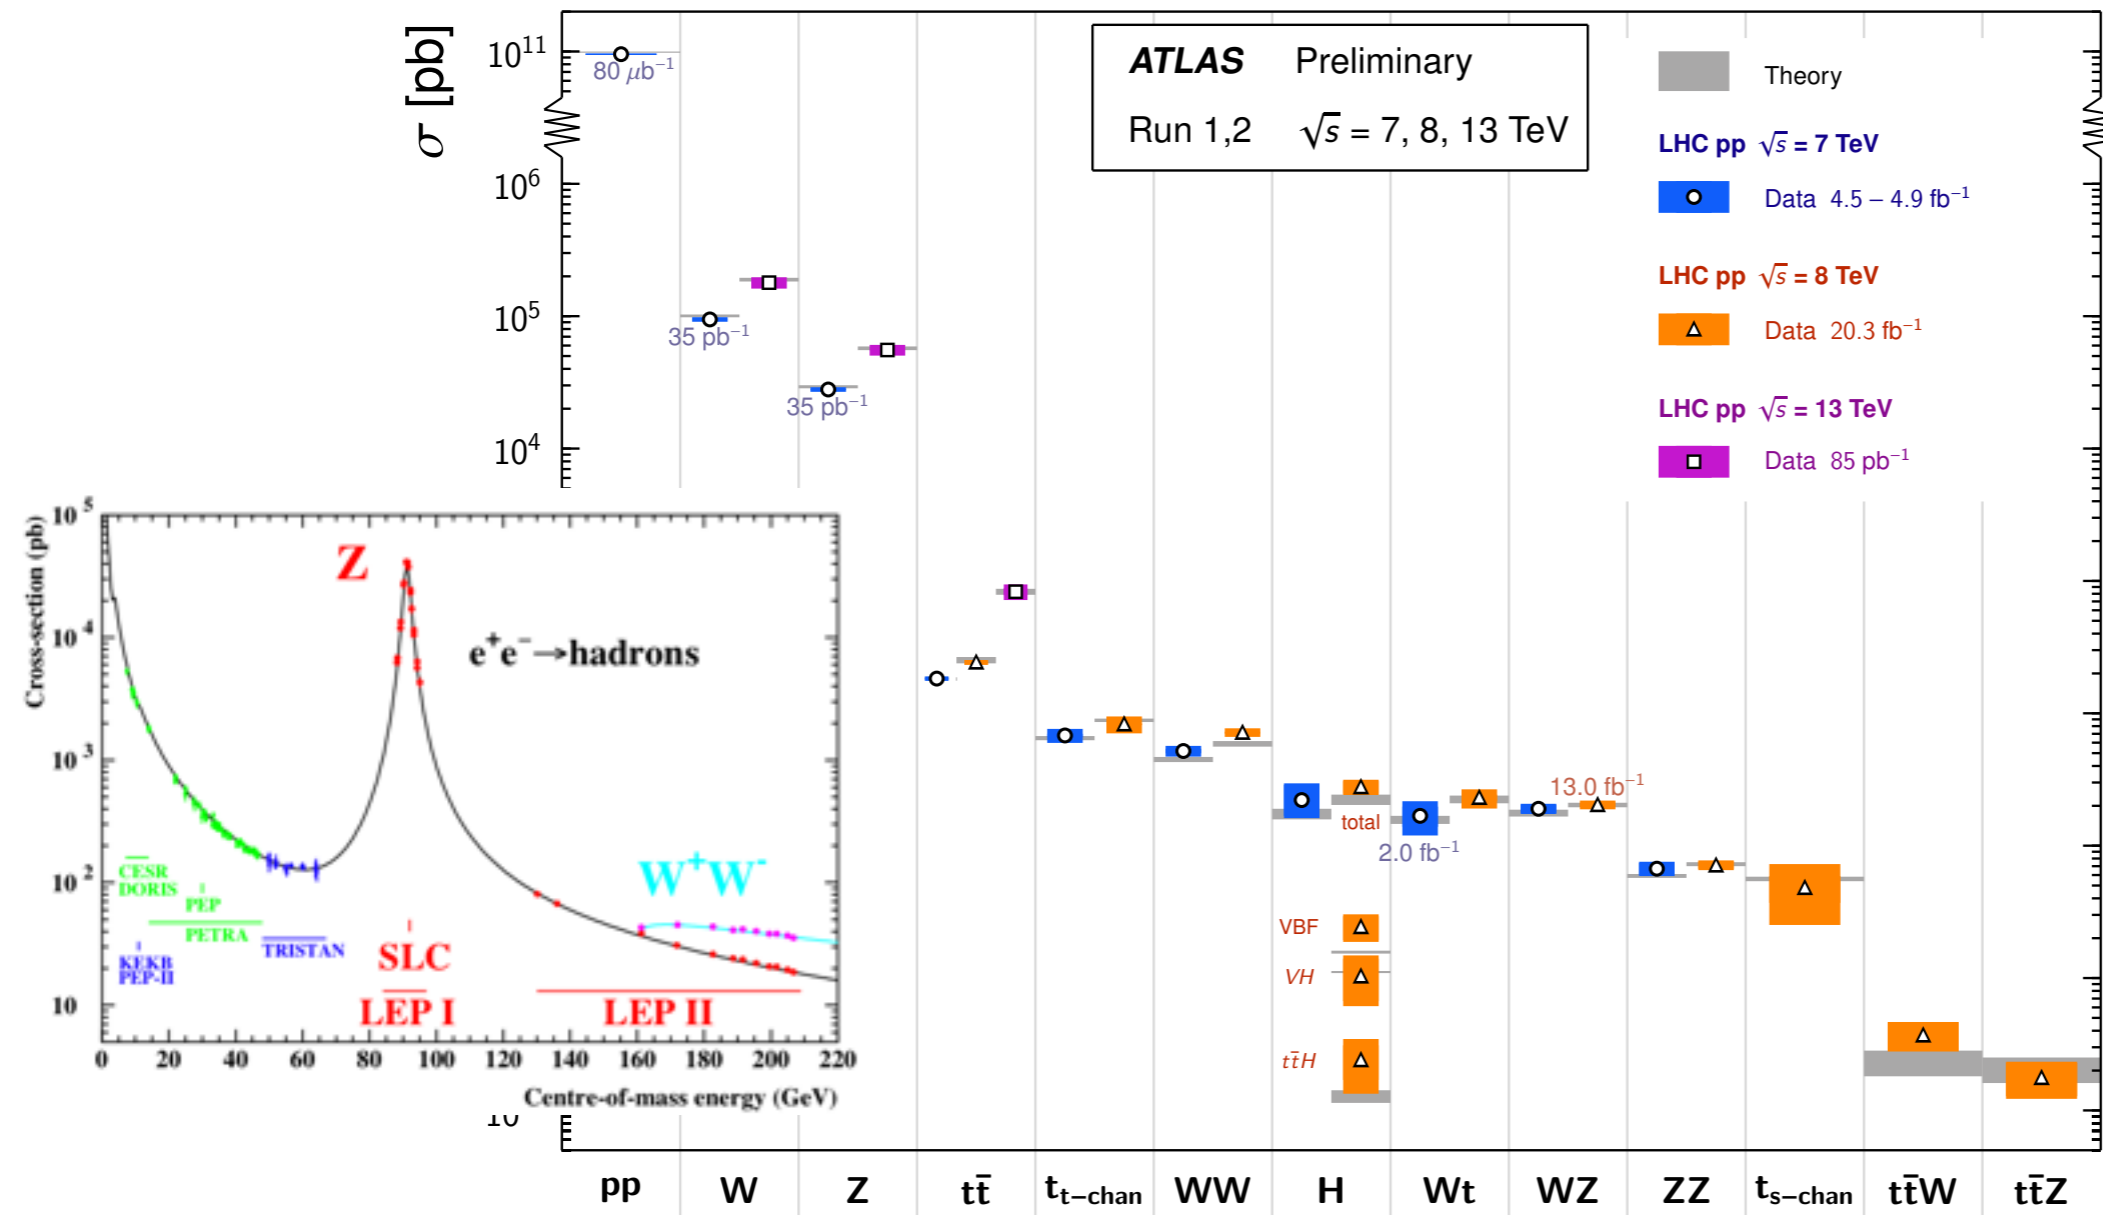 σ [pb]
10¹¹
10⁶
10⁵
10⁴
80 μb⁻¹
35 pb⁻¹
35 pb⁻¹
ATLAS Preliminary
Run 1,2 √s = 7, 8, 13 TeV
Theory
LHC pp √s = 7 TeV
Data 4.5 – 4.9 fb⁻¹
LHC pp √s = 8 TeV
Data 20.3 fb⁻¹
LHC pp √s = 13 TeV
Data 85 pb⁻¹
13.0 fb⁻¹
total
2.0 fb⁻¹
VBF
VH
tt̄H
Cross-section (pb)
10⁵
10⁴
10³
10²
10
Z
e⁺e⁻→hadrons
W⁺W⁻
CESR
DORIS
PEP
PETRA
KEKB
PEP-II
TRISTAN
SLC
LEP I
LEP II
0 20 40 60 80 100 120 140 160 180 200 220
Centre-of-mass energy (GeV)
pp W Z tt̄ t t−chan WW H Wt WZ ZZ t s−chan tt̄W tt̄Z